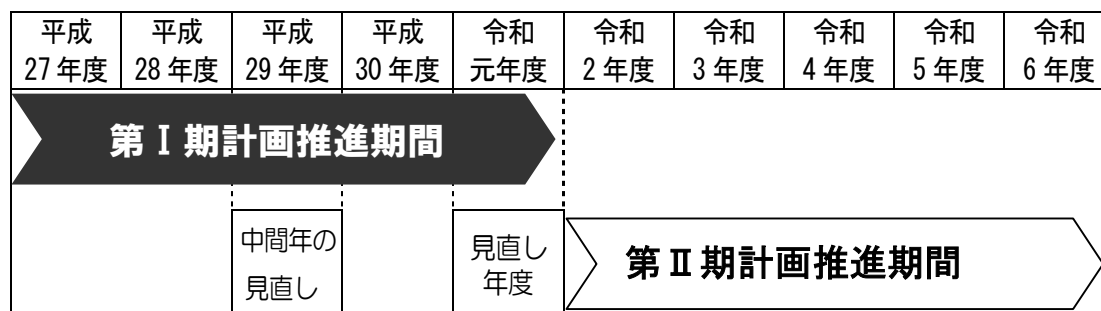 平成 平成 平成 平成 令和 令和 令和 令和 令和 令和
27年度 28年度 29年度 30年度 元年度 2年度 3年度 4年度 5年度 6年度
第Ⅰ期計画推進期間
中間年の
見直し
見直し
年度
第Ⅱ期計画推進期間